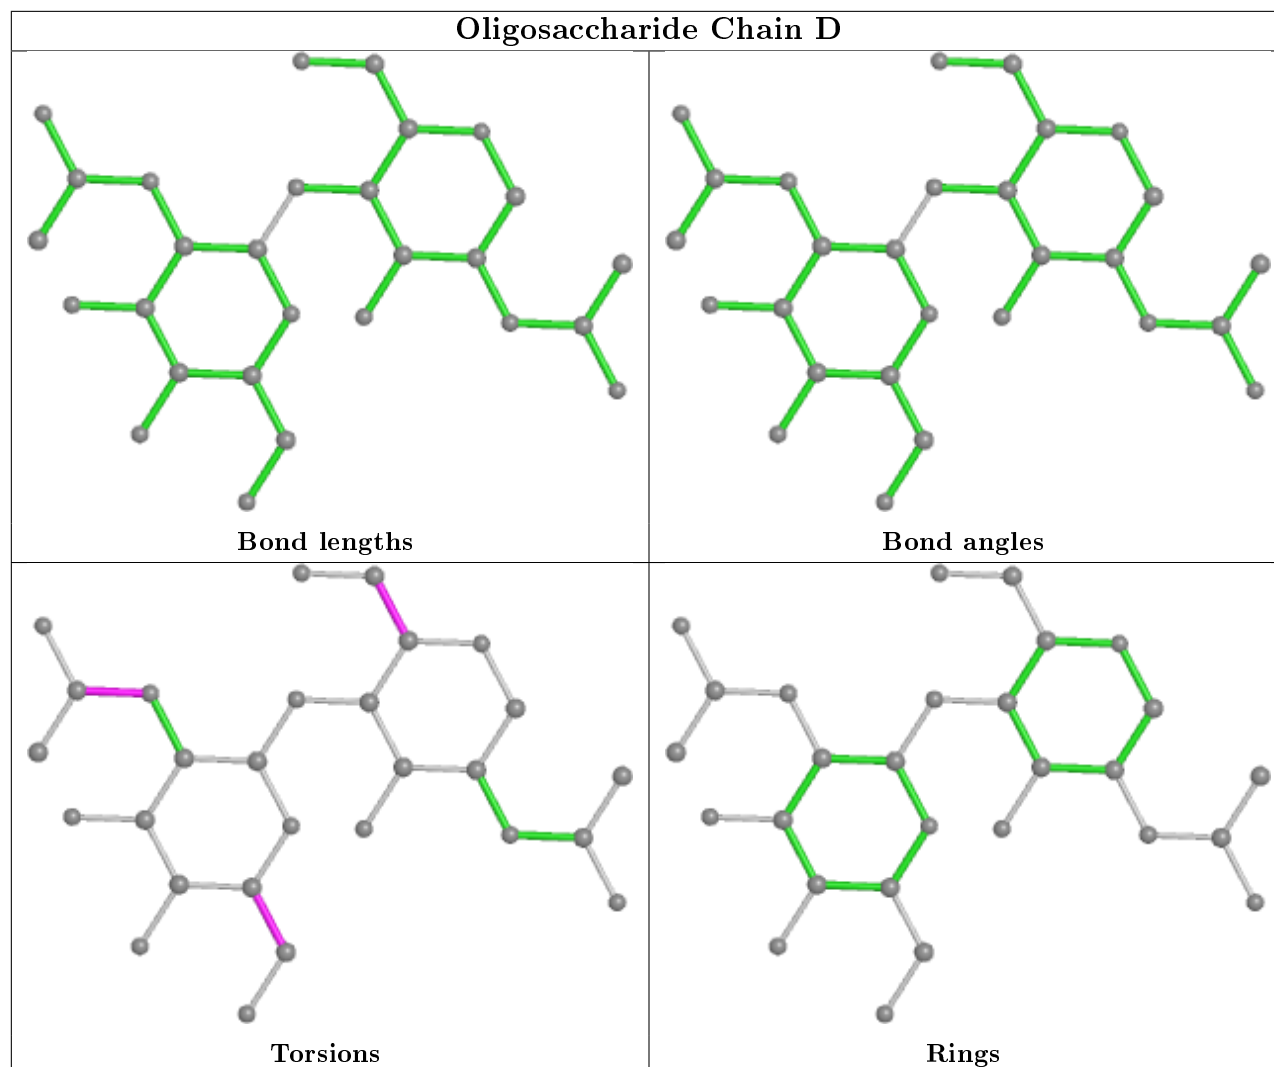 Oligosaccharide Chain D
Bond lengths
Bond angles
Torsions
Rings